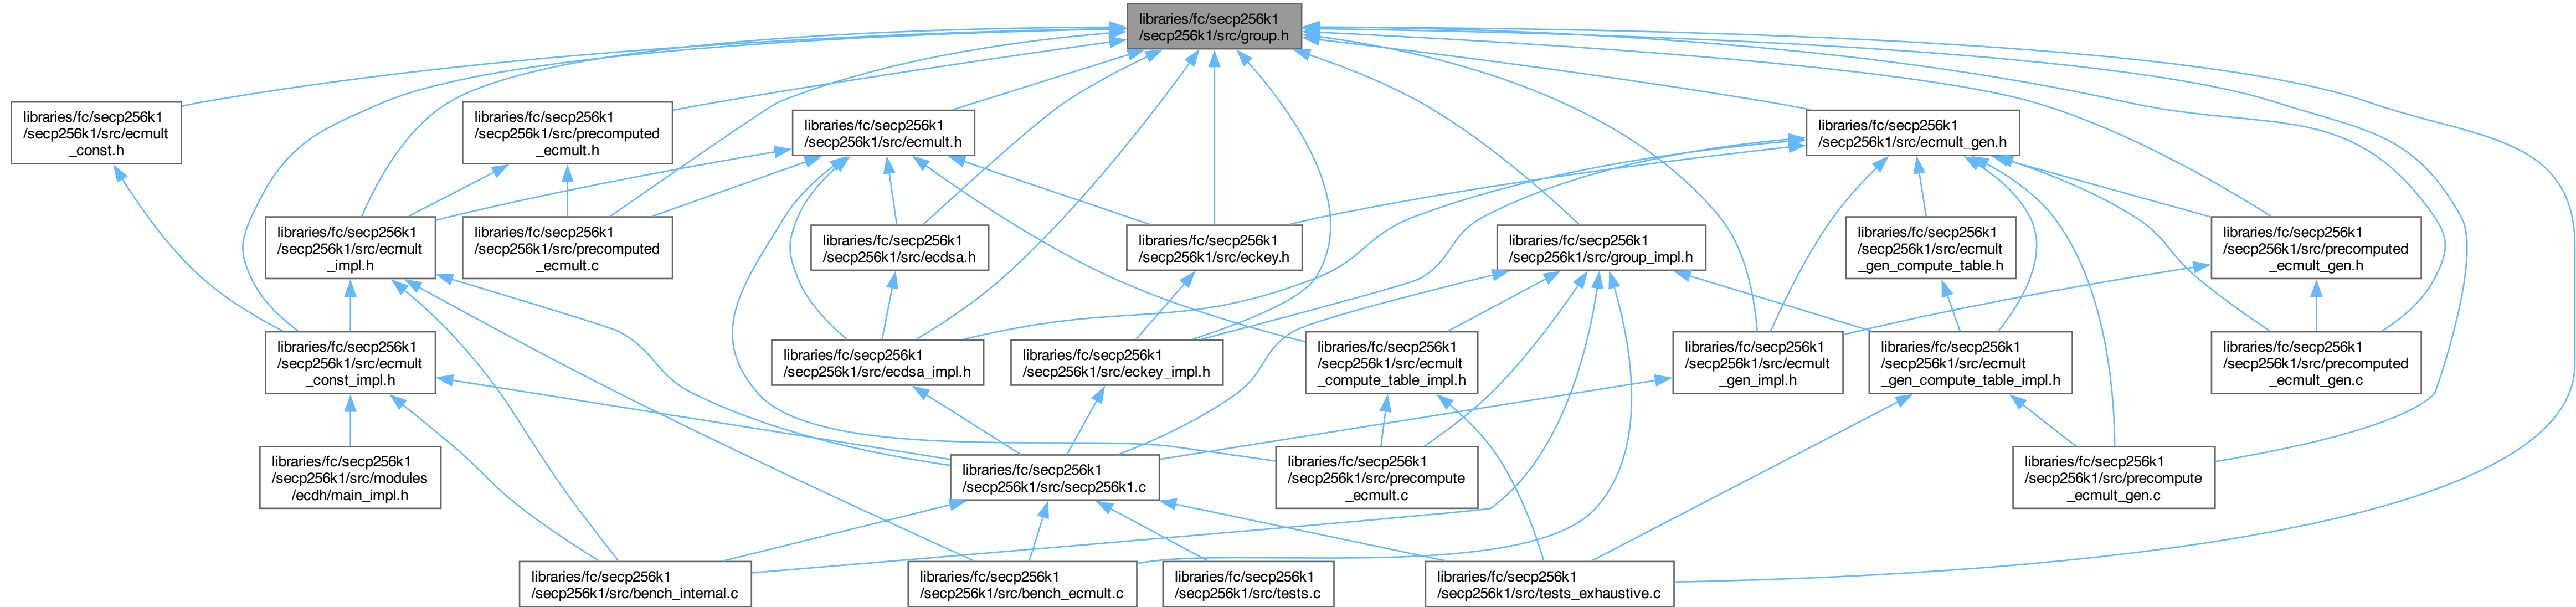 libraries/fc/secp256k1
/secp256k1/src/group.h
libraries/fc/secp256k1
/secp256k1/src/ecmult
_const.h
libraries/fc/secp256k1
/secp256k1/src/precomputed
_ecmult.h
libraries/fc/secp256k1
/secp256k1/src/ecmult.h
libraries/fc/secp256k1
/secp256k1/src/ecmult_gen.h
libraries/fc/secp256k1
/secp256k1/src/ecmult
_impl.h
libraries/fc/secp256k1
/secp256k1/src/precomputed
_ecmult.c
libraries/fc/secp256k1
/secp256k1/src/ecdsa.h
libraries/fc/secp256k1
/secp256k1/src/eckey.h
libraries/fc/secp256k1
/secp256k1/src/group_impl.h
libraries/fc/secp256k1
/secp256k1/src/ecmult
_gen_compute_table.h
libraries/fc/secp256k1
/secp256k1/src/precomputed
_ecmult_gen.h
libraries/fc/secp256k1
/secp256k1/src/ecmult
_const_impl.h
libraries/fc/secp256k1
/secp256k1/src/ecdsa_impl.h
libraries/fc/secp256k1
/secp256k1/src/eckey_impl.h
libraries/fc/secp256k1
/secp256k1/src/ecmult
_compute_table_impl.h
libraries/fc/secp256k1
/secp256k1/src/ecmult
_gen_impl.h
libraries/fc/secp256k1
/secp256k1/src/ecmult
_gen_compute_table_impl.h
libraries/fc/secp256k1
/secp256k1/src/precomputed
_ecmult_gen.c
libraries/fc/secp256k1
/secp256k1/src/modules
/ecdh/main_impl.h
libraries/fc/secp256k1
/secp256k1/src/secp256k1.c
libraries/fc/secp256k1
/secp256k1/src/precompute
_ecmult.c
libraries/fc/secp256k1
/secp256k1/src/precompute
_ecmult_gen.c
libraries/fc/secp256k1
/secp256k1/src/bench_internal.c
libraries/fc/secp256k1
/secp256k1/src/bench_ecmult.c
libraries/fc/secp256k1
/secp256k1/src/tests.c
libraries/fc/secp256k1
/secp256k1/src/tests_exhaustive.c